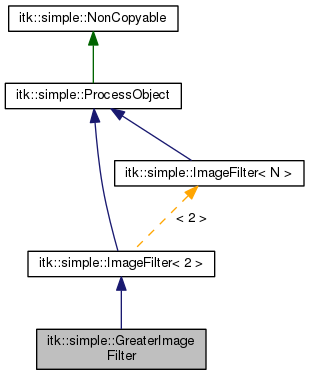 itk::simple::NonCopyable
itk::simple::ProcessObject
itk::simple::ImageFilter< N >
< 2 >
itk::simple::ImageFilter< 2 >
itk::simple::GreaterImage
Filter